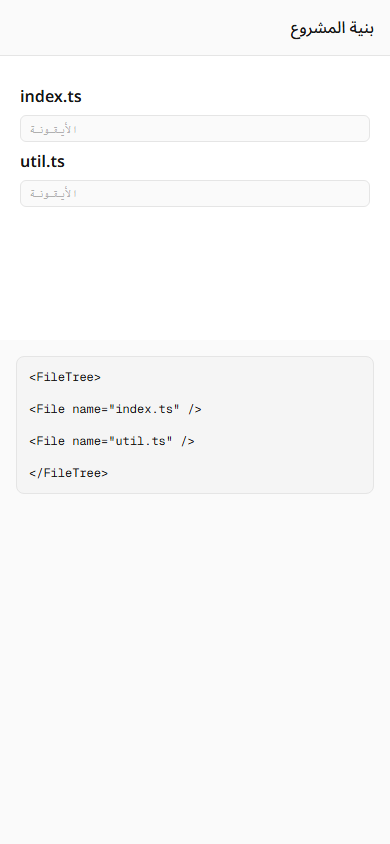 بنية المشروع
index.ts
الأيقونة
util.ts
الأيقونة
<FileTree>
<File name="index.ts" />
<File name="util.ts" />
</FileTree>